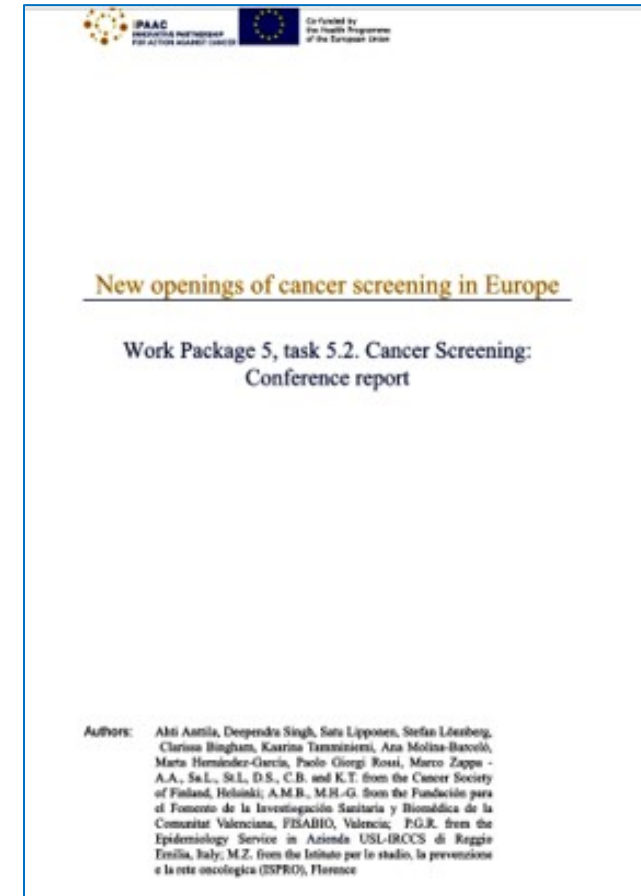 IPAAC
INNOVATIVE PARTNERSHIP
FOR ACTION AGAINST CANCER
Co-funded by
the Health Programme
of the European Union
New openings of cancer screening in Europe
Work Package 5, task 5.2. Cancer Screening:
Conference report
Authors: Ahti Anttila, Deependra Singh, Satu Lipponen, Stefan Lönnberg,
Clarissa Bingham, Kaarina Tamminiemi, Ana Molina-Barceló,
Marta Hernández-García, Paolo Giorgi Rossi, Marco Zappa -
A.A., Sa.L., St.L, D.S., C.B. and K.T. from the Cancer Society
of Finland, Helsinki; A.M.B., M.H.-G. from the Fundación para
el Fomento de la Investigación Sanitaria y Biomédica de la
Comunitat Valenciana, FISABIO, Valencia; P.G.R. from the
Epidemiology Service in Azienda USL-IRCCS di Reggio
Emilia, Italy; M.Z. from the Istituto per lo studio, la prevenzione
e la rete oncologica (ISPRO), Florence